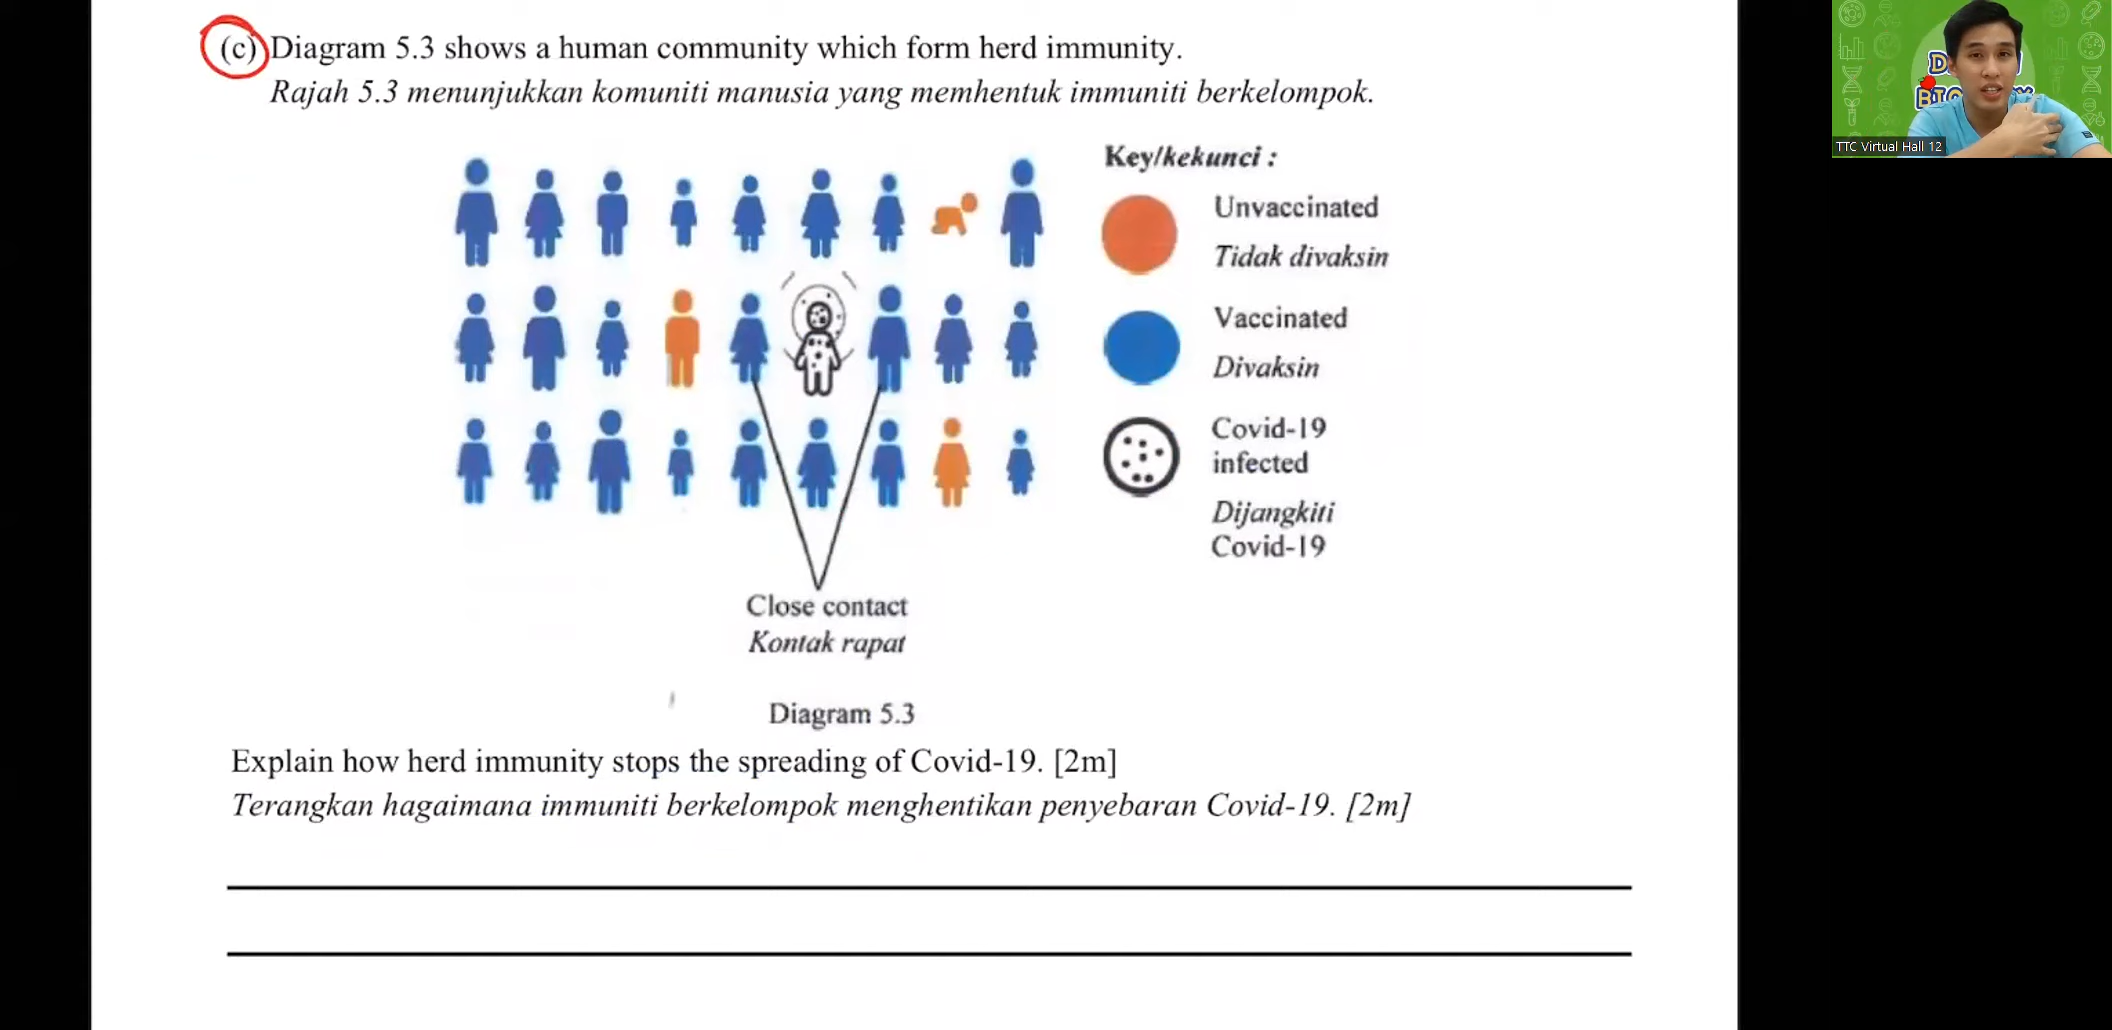 (c) Diagram 5.3 shows a human community which form herd immunity.
Rajah 5.3 menunjukkan komuniti manusia yang memhentuk immuniti berkelompok.
Key/kekunci :
Unvaccinated
Tidak divaksin
Vaccinated
Divaksin
Covid-19
infected
Dijangkiti
Covid-19
Close contact
Kontak rapat
Diagram 5.3
Explain how herd immunity stops the spreading of Covid-19. [2m]
Terangkan hagaimana immuniti berkelompok menghentikan penyebaran Covid-19. [2m]
TTC Virtual Hall 12